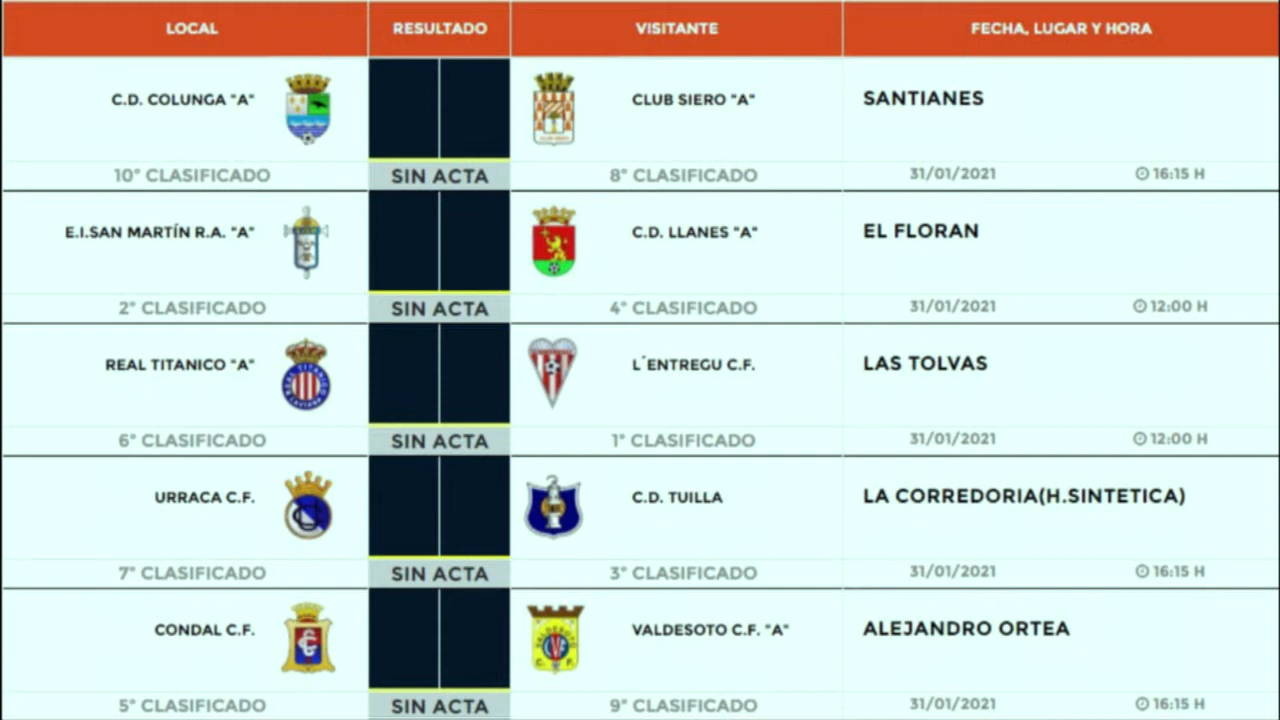 LOCAL RESULTADO VISITANTE FECHA, LUGAR Y HORA
C.D. COLUNGA "A" CLUB SIERO "A" SANTIANES
10° CLASIFICADO SIN ACTA 8° CLASIFICADO 31/01/2021 16:15 H
E.I.SAN MARTÍN R.A. "A" C.D. LLANES "A" EL FLORAN
2° CLASIFICADO SIN ACTA 4° CLASIFICADO 31/01/2021 12:00 H
REAL TITANICO "A" L´ENTREGU C.F. LAS TOLVAS
6° CLASIFICADO SIN ACTA 1° CLASIFICADO 31/01/2021 12:00 H
URRACA C.F. C.D. TUILLA LA CORREDORIA(H.SINTETICA)
7° CLASIFICADO SIN ACTA 3° CLASIFICADO 31/01/2021 16:15 H
CONDAL C.F. VALDESOTO C.F. "A" ALEJANDRO ORTEA
5° CLASIFICADO SIN ACTA 9° CLASIFICADO 31/01/2021 16:15 H